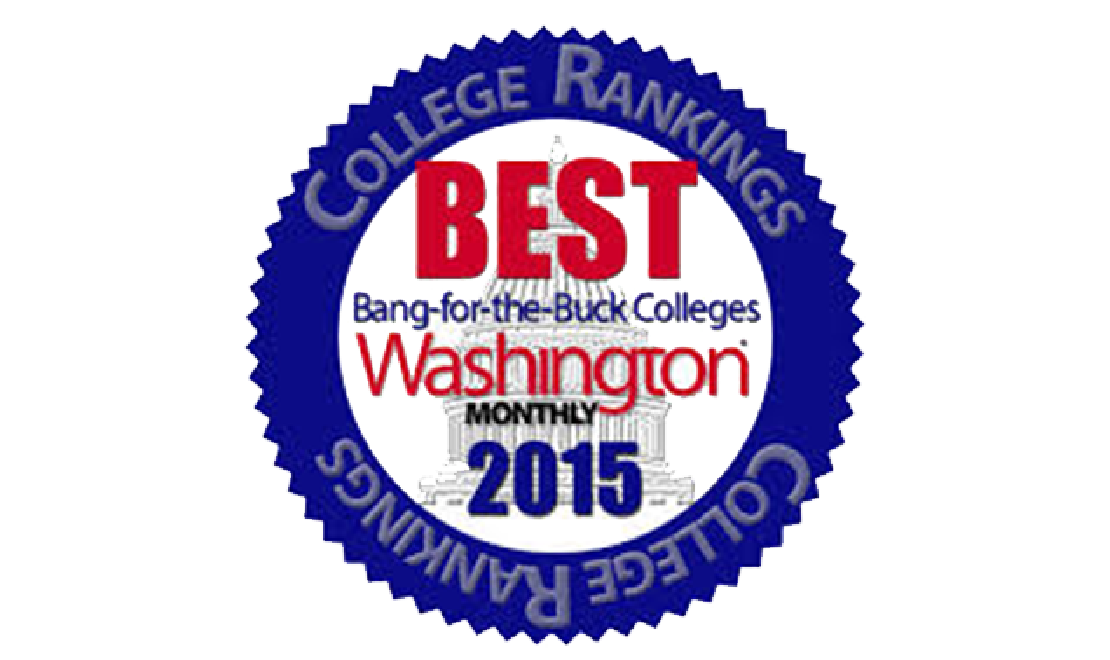 COLLEGE RANKINGS
BEST
Bang-for-the-Buck Colleges
Washington
MONTHLY
2015
COLLEGE RANKINGS